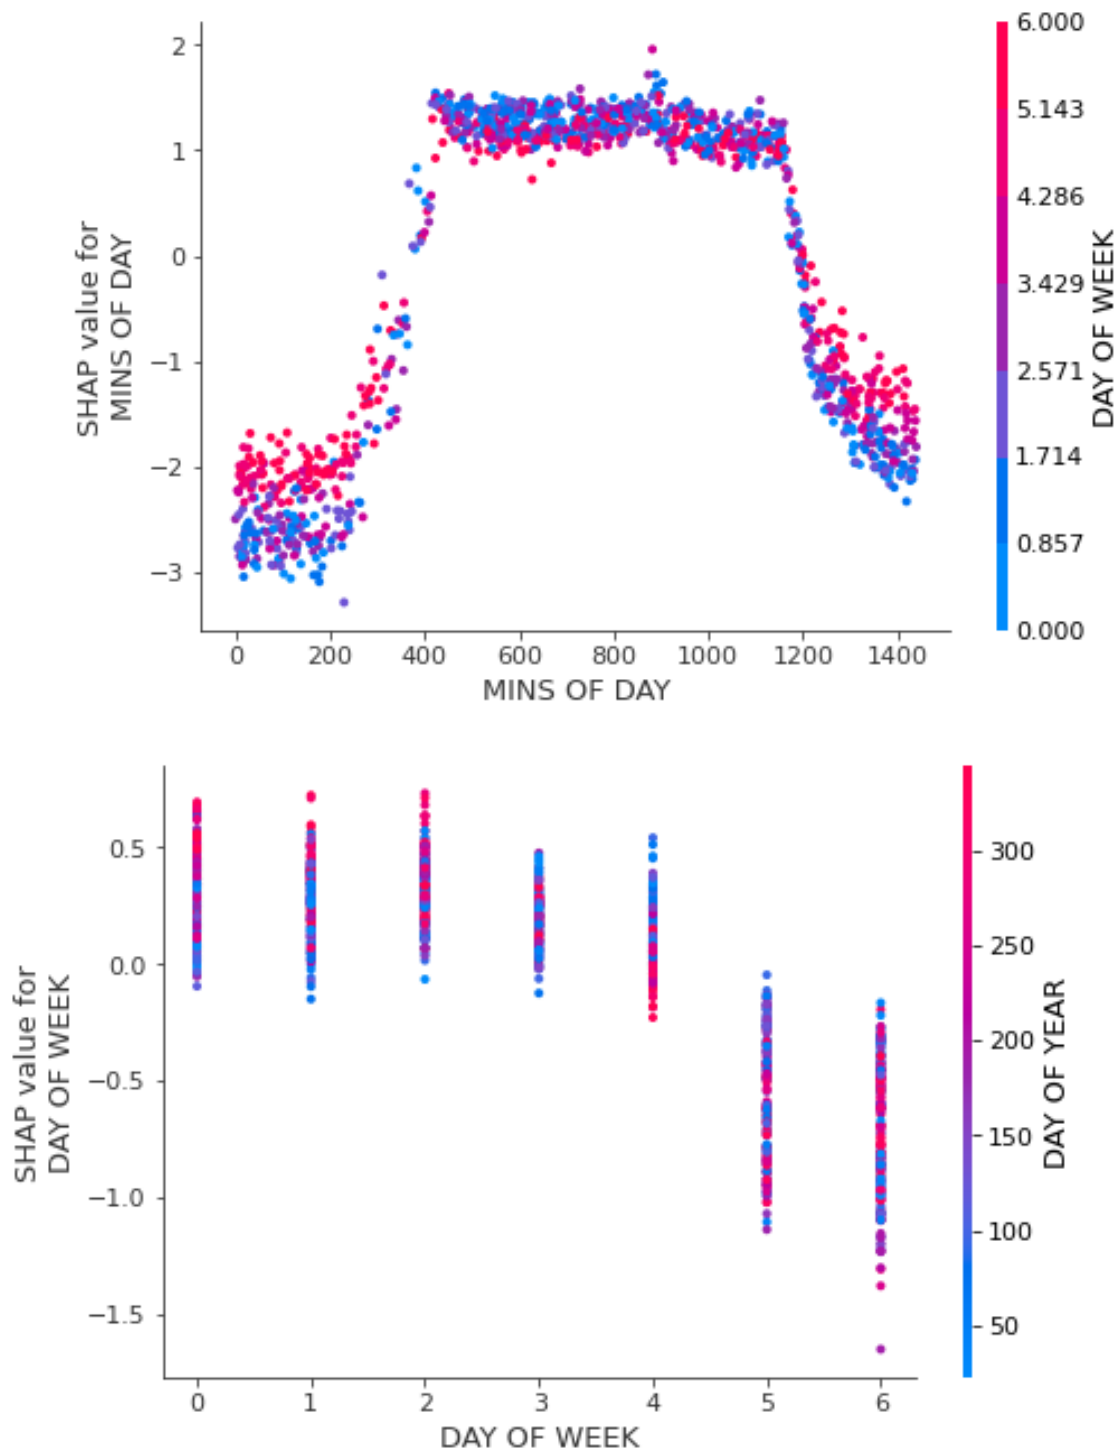 2
1
0
−1
−2
−3
SHAP value for
MINS OF DAY
0 200 400 600 800 1000 1200 1400
MINS OF DAY
6.000
5.143
4.286
3.429
2.571
1.714
0.857
0.000
DAY OF WEEK
0.5
0.0
−0.5
−1.0
−1.5
SHAP value for
DAY OF WEEK
0 1 2 3 4 5 6
DAY OF WEEK
300
250
200
150
100
50
DAY OF YEAR